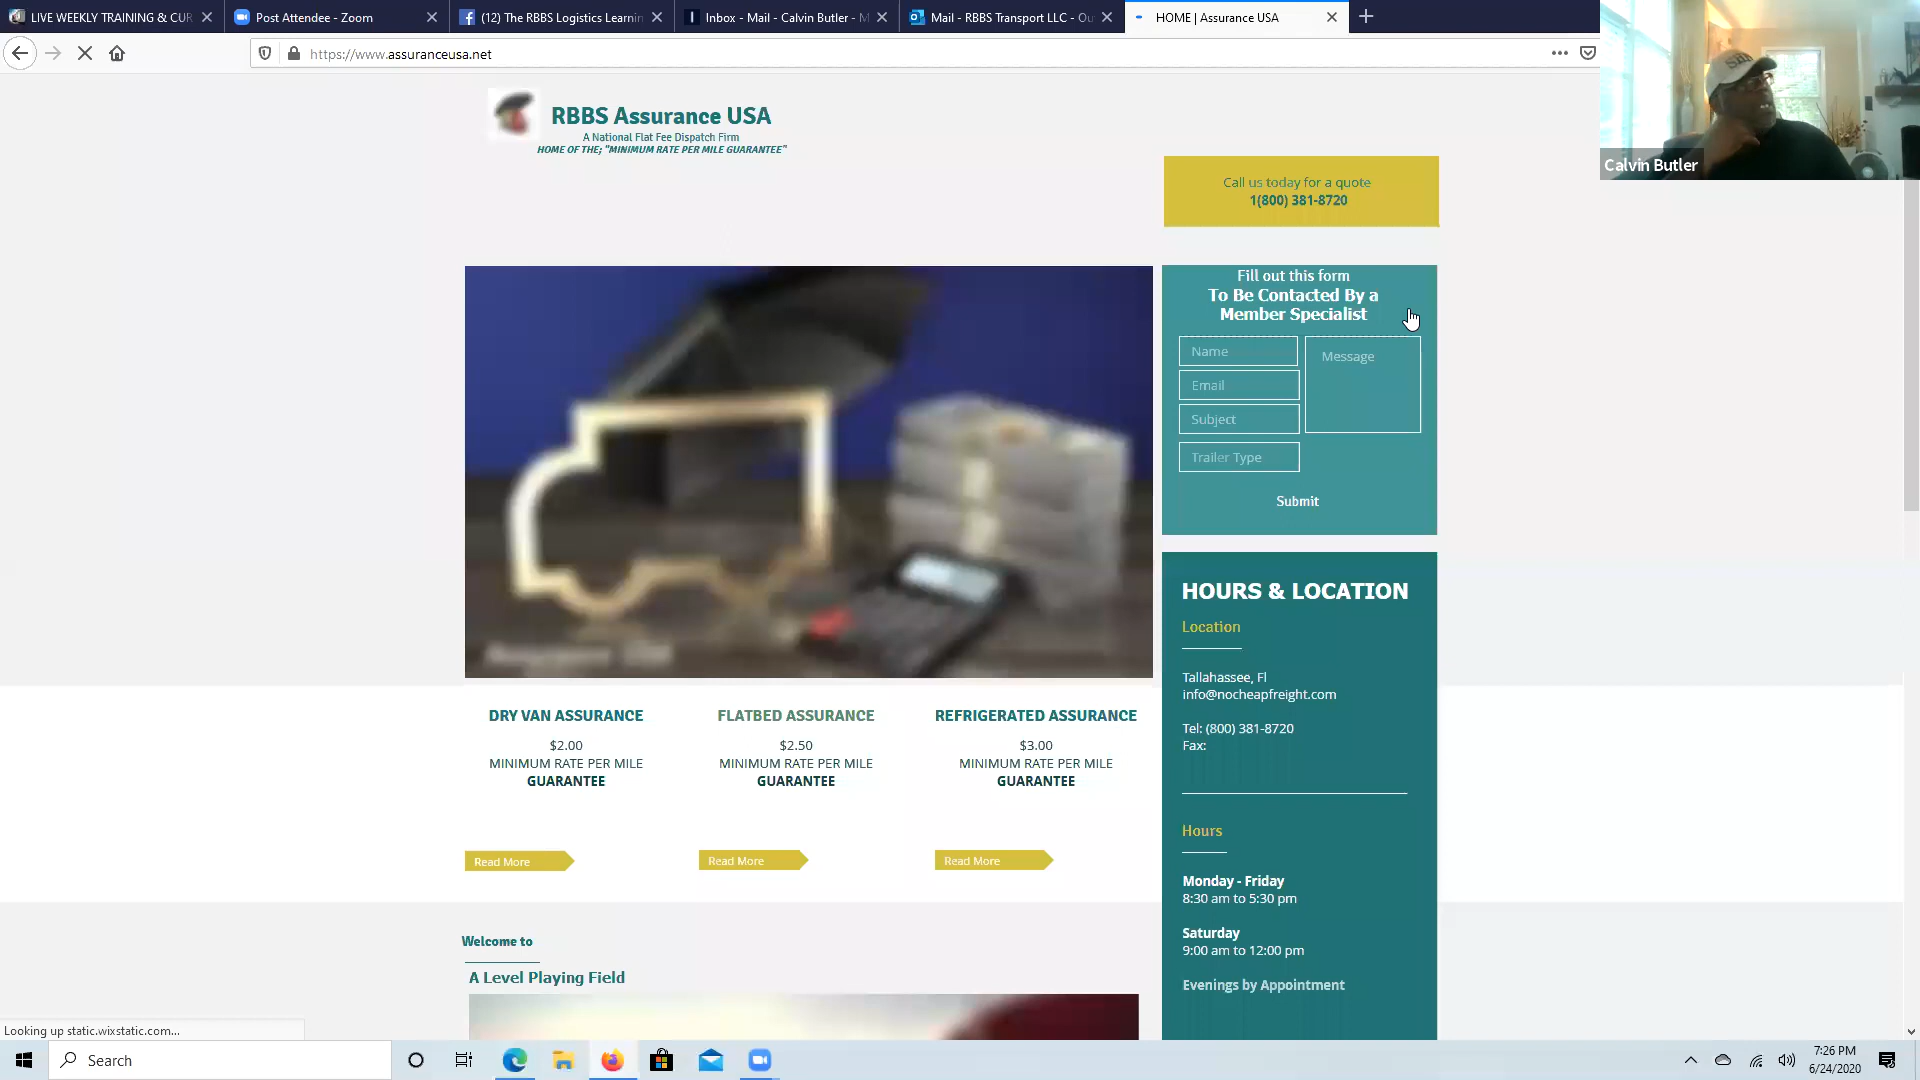 LIVE WEEKLY TRAINING & CUR
Post Attendee - Zoom
(12) The RBBS Logistics Learnin
Inbox - Mail - Calvin Butler - M
Mail - RBBS Transport LLC - Ou
HOME | Assurance USA
https://www.assuranceusa.net
RBBS Assurance USA
A National Flat Fee Dispatch Firm
HOME OF THE; "MINIMUM RATE PER MILE GUARANTEE"
Calvin Butler
Call us today for a quote
1(800) 381-8720
Fill out this form
To Be Contacted By a
Member Specialist
Name
Message
Email
Subject
Trailer Type
Submit
HOURS & LOCATION
Location
Tallahassee, Fl
info@nocheapfreight.com
Tel: (800) 381-8720
Fax:
Hours
Monday - Friday
8:30 am to 5:30 pm
Saturday
9:00 am to 12:00 pm
Evenings by Appointment
DRY VAN ASSURANCE
$2.00
MINIMUM RATE PER MILE
GUARANTEE
Read More
FLATBED ASSURANCE
$2.50
MINIMUM RATE PER MILE
GUARANTEE
Read More
REFRIGERATED ASSURANCE
$3.00
MINIMUM RATE PER MILE
GUARANTEE
Read More
Welcome to
A Level Playing Field
Looking up static.wixstatic.com...
Search
7:26 PM
6/24/2020